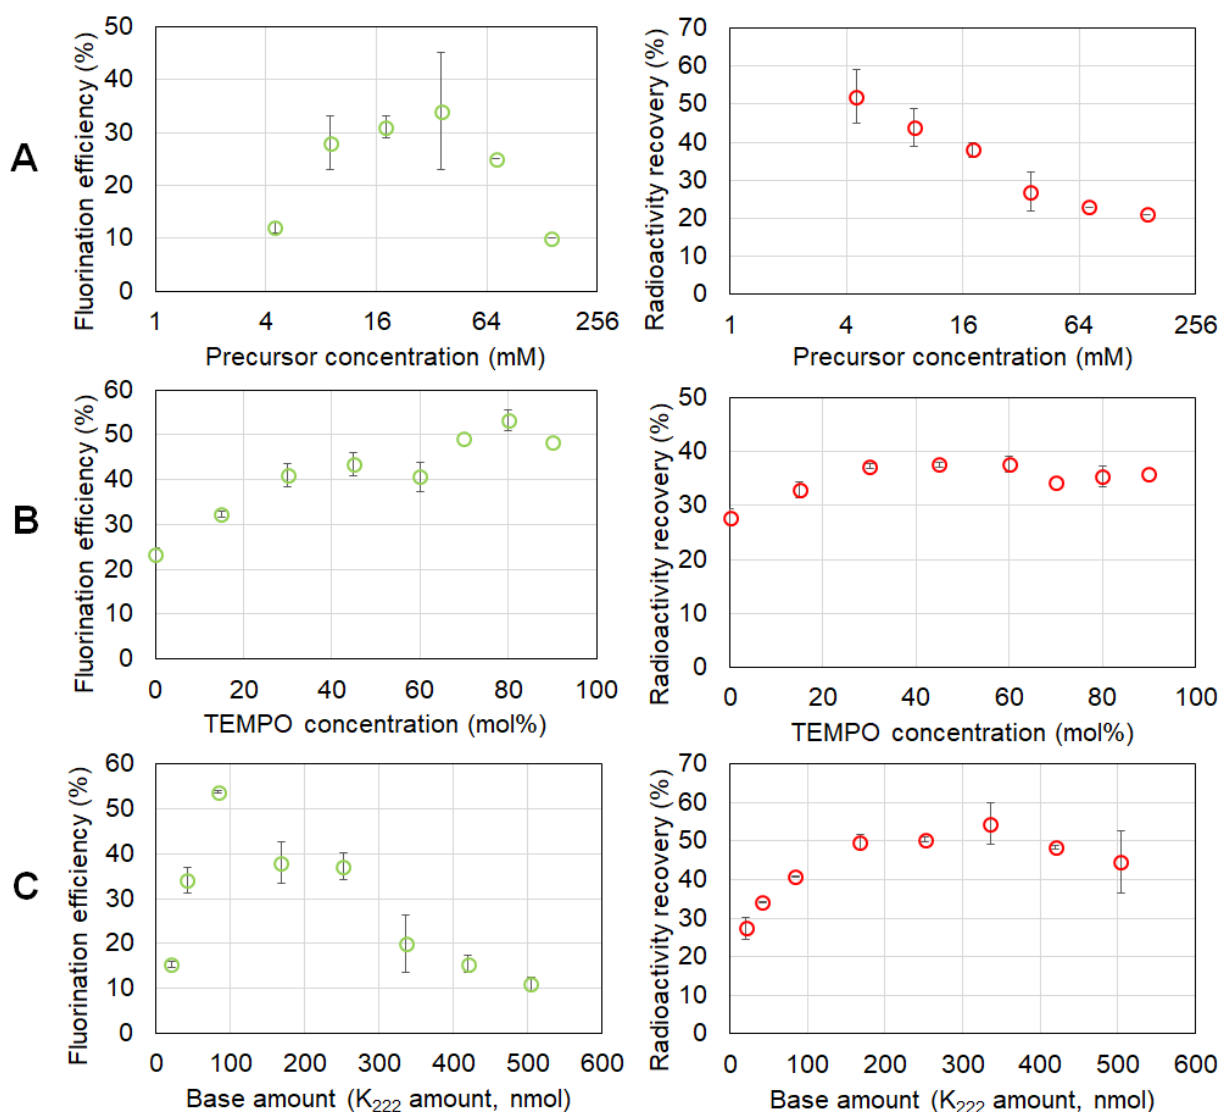 A
Fluorination efficiency (%)
50
40
30
20
10
0
1 4 16 64 256
Precursor concentration (mM)
Radioactivity recovery (%)
70
60
50
40
30
20
10
0
1 4 16 64 256
Precursor concentration (mM)
B
Fluorination efficiency (%)
60
50
40
30
20
10
0
0 20 40 60 80 100
TEMPO concentration (mol%)
Radioactivity recovery (%)
50
40
30
20
10
0
0 20 40 60 80 100
TEMPO concentration (mol%)
C
Fluorination efficiency (%)
60
50
40
30
20
10
0
0 100 200 300 400 500 600
Base amount (K₂₂₂ amount, nmol)
Radioactivity recovery (%)
70
60
50
40
30
20
10
0
0 100 200 300 400 500 600
Base amount (K₂₂₂ amount, nmol)